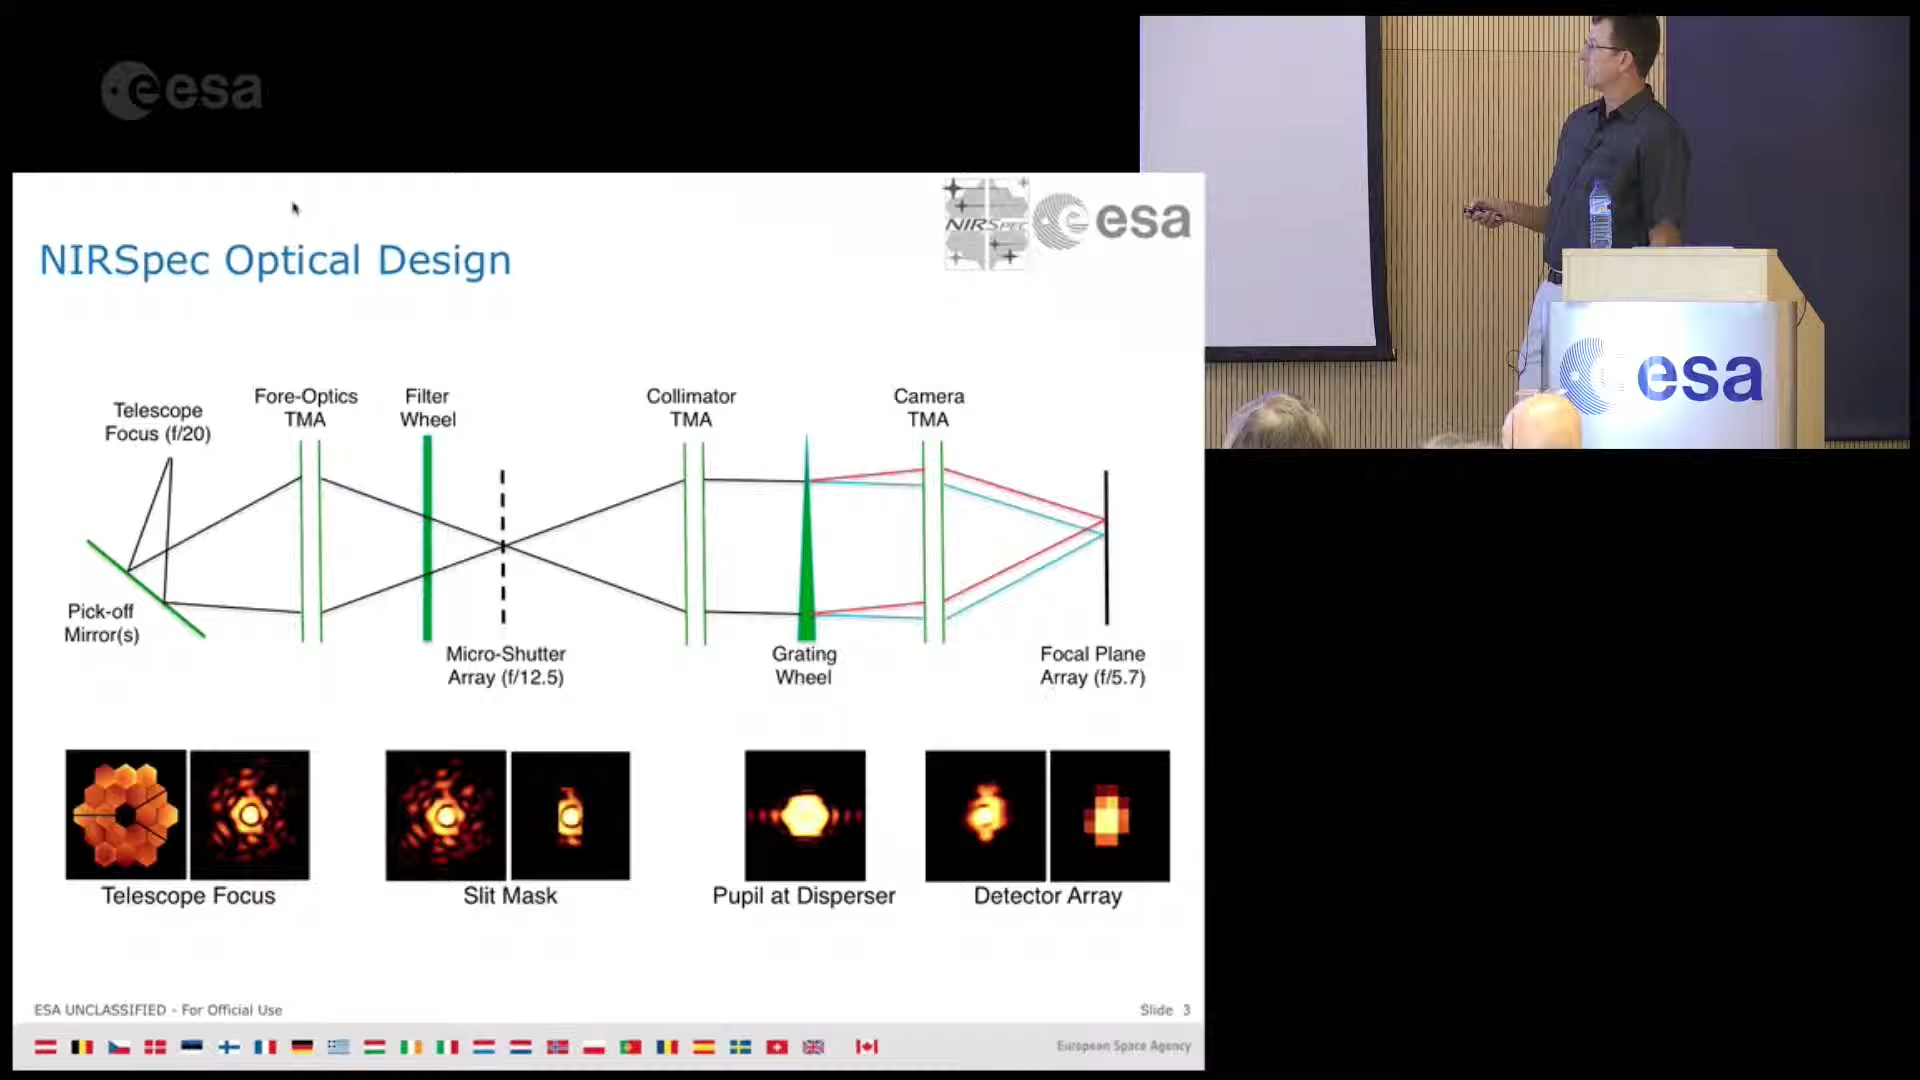 esa
NIRSpec Optical Design
NIRSpec
esa
Telescope
Focus (f/20)
Fore-Optics
TMA
Filter
Wheel
Collimator
TMA
Camera
TMA
Pick-off
Mirror(s)
Micro-Shutter
Array (f/12.5)
Grating
Wheel
Focal Plane
Array (f/5.7)
Telescope Focus
Slit Mask
Pupil at Disperser
Detector Array
ESA UNCLASSIFIED - For Official Use
Slide 3
European Space Agency
esa